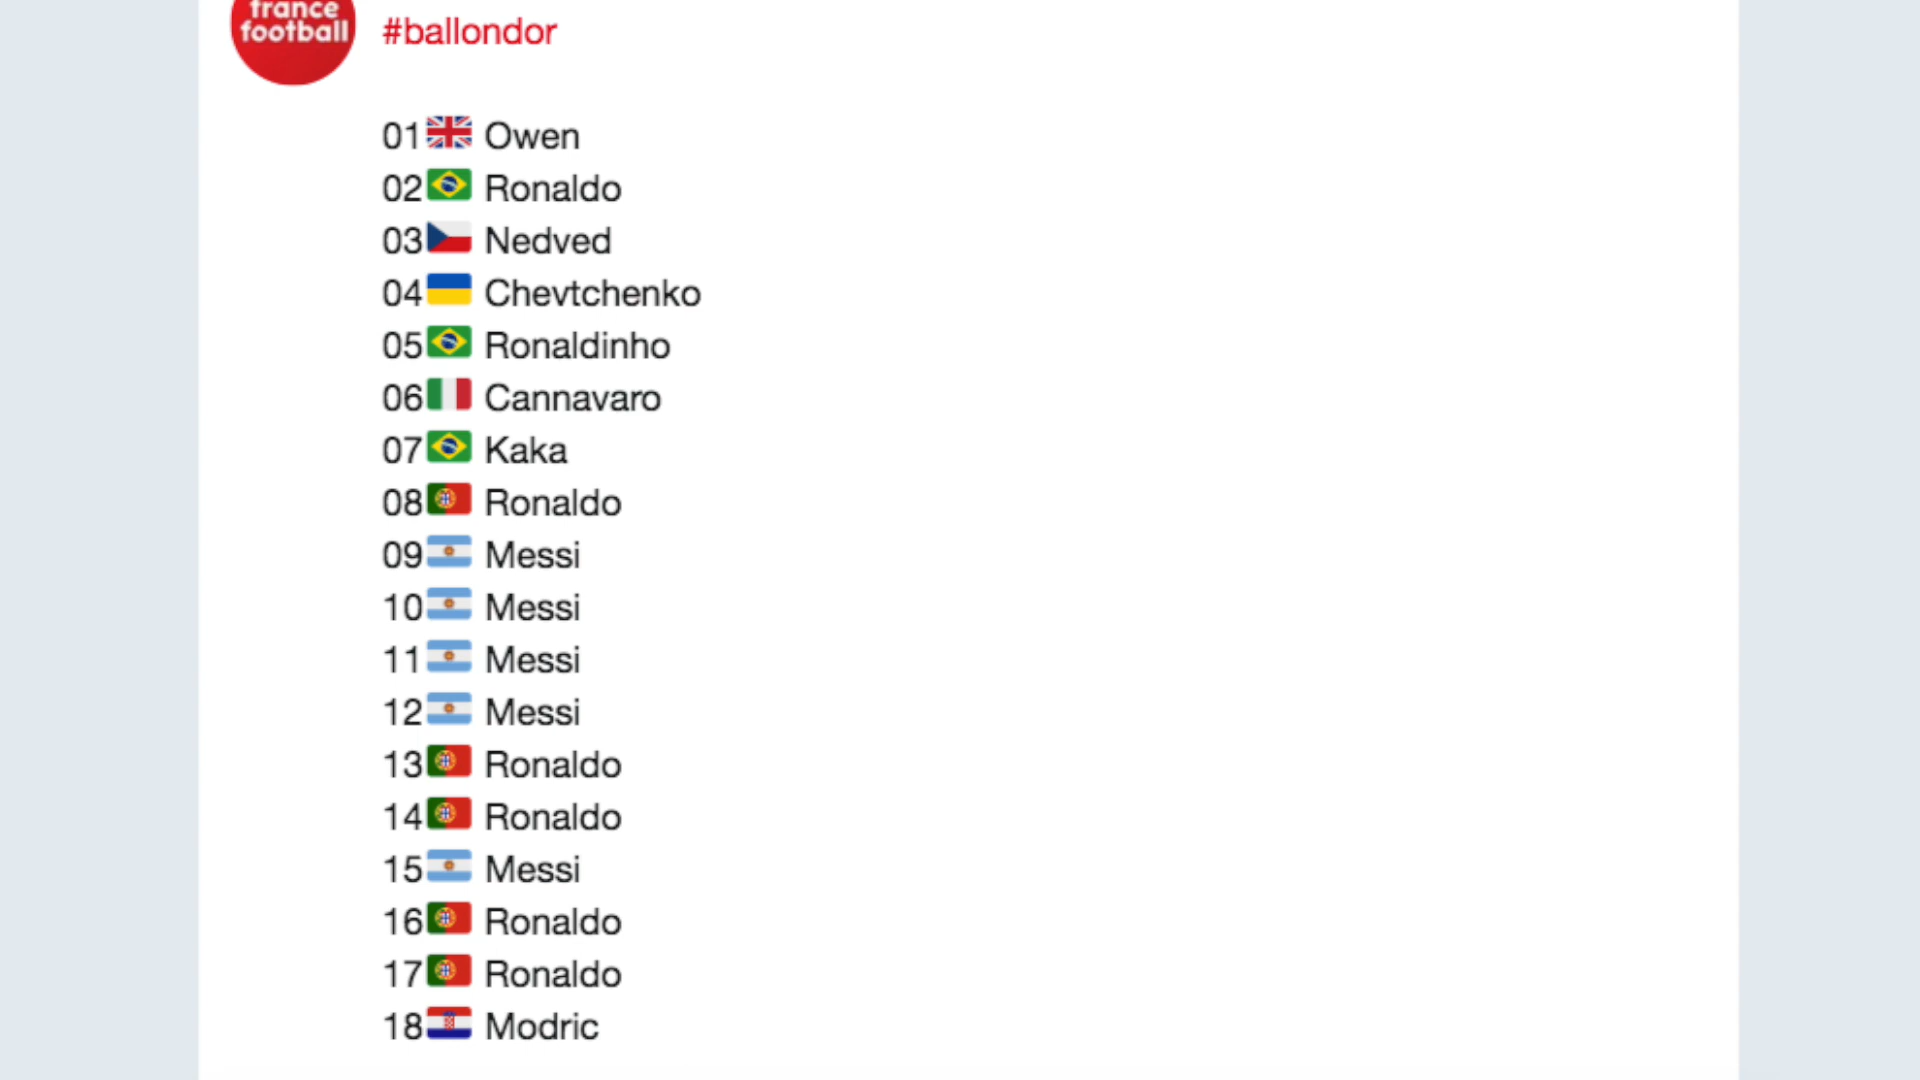 france
football
#ballondor
01 Owen
02 Ronaldo
03 Nedved
04 Chevtchenko
05 Ronaldinho
06 Cannavaro
07 Kaka
08 Ronaldo
09 Messi
10 Messi
11 Messi
12 Messi
13 Ronaldo
14 Ronaldo
15 Messi
16 Ronaldo
17 Ronaldo
18 Modric